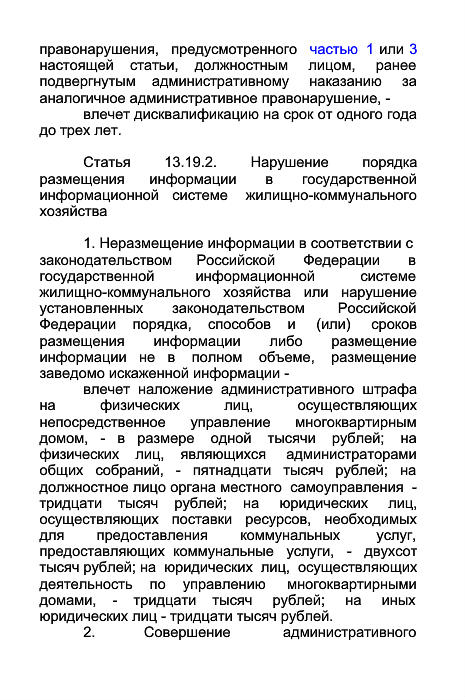 правонарушения, предусмотренного частью 1 или 3
настоящей статьи, должностным лицом, ранее
подвергнутым административному наказанию за
аналогичное административное правонарушение, -
влечет дисквалификацию на срок от одного года
до трех лет.
Статья 13.19.2. Нарушение порядка
размещения информации в государственной
информационной системе жилищно-коммунального
хозяйства
1. Неразмещение информации в соответствии с
законодательством Российской Федерации в
государственной информационной системе
жилищно-коммунального хозяйства или нарушение
установленных законодательством Российской
Федерации порядка, способов и (или) сроков
размещения информации либо размещение
информации не в полном объеме, размещение
заведомо искаженной информации -
влечет наложение административного штрафа
на физических лиц, осуществляющих
непосредственное управление многоквартирным
домом, - в размере одной тысячи рублей; на
физических лиц, являющихся администраторами
общих собраний, - пятнадцати тысяч рублей; на
должностное лицо органа местного самоуправления -
тридцати тысяч рублей; на юридических лиц,
осуществляющих поставки ресурсов, необходимых
для предоставления коммунальных услуг,
предоставляющих коммунальные услуги, - двухсот
тысяч рублей; на юридических лиц, осуществляющих
деятельность по управлению многоквартирными
домами, - тридцати тысяч рублей; на иных
юридических лиц - тридцати тысяч рублей.
2. Совершение административного